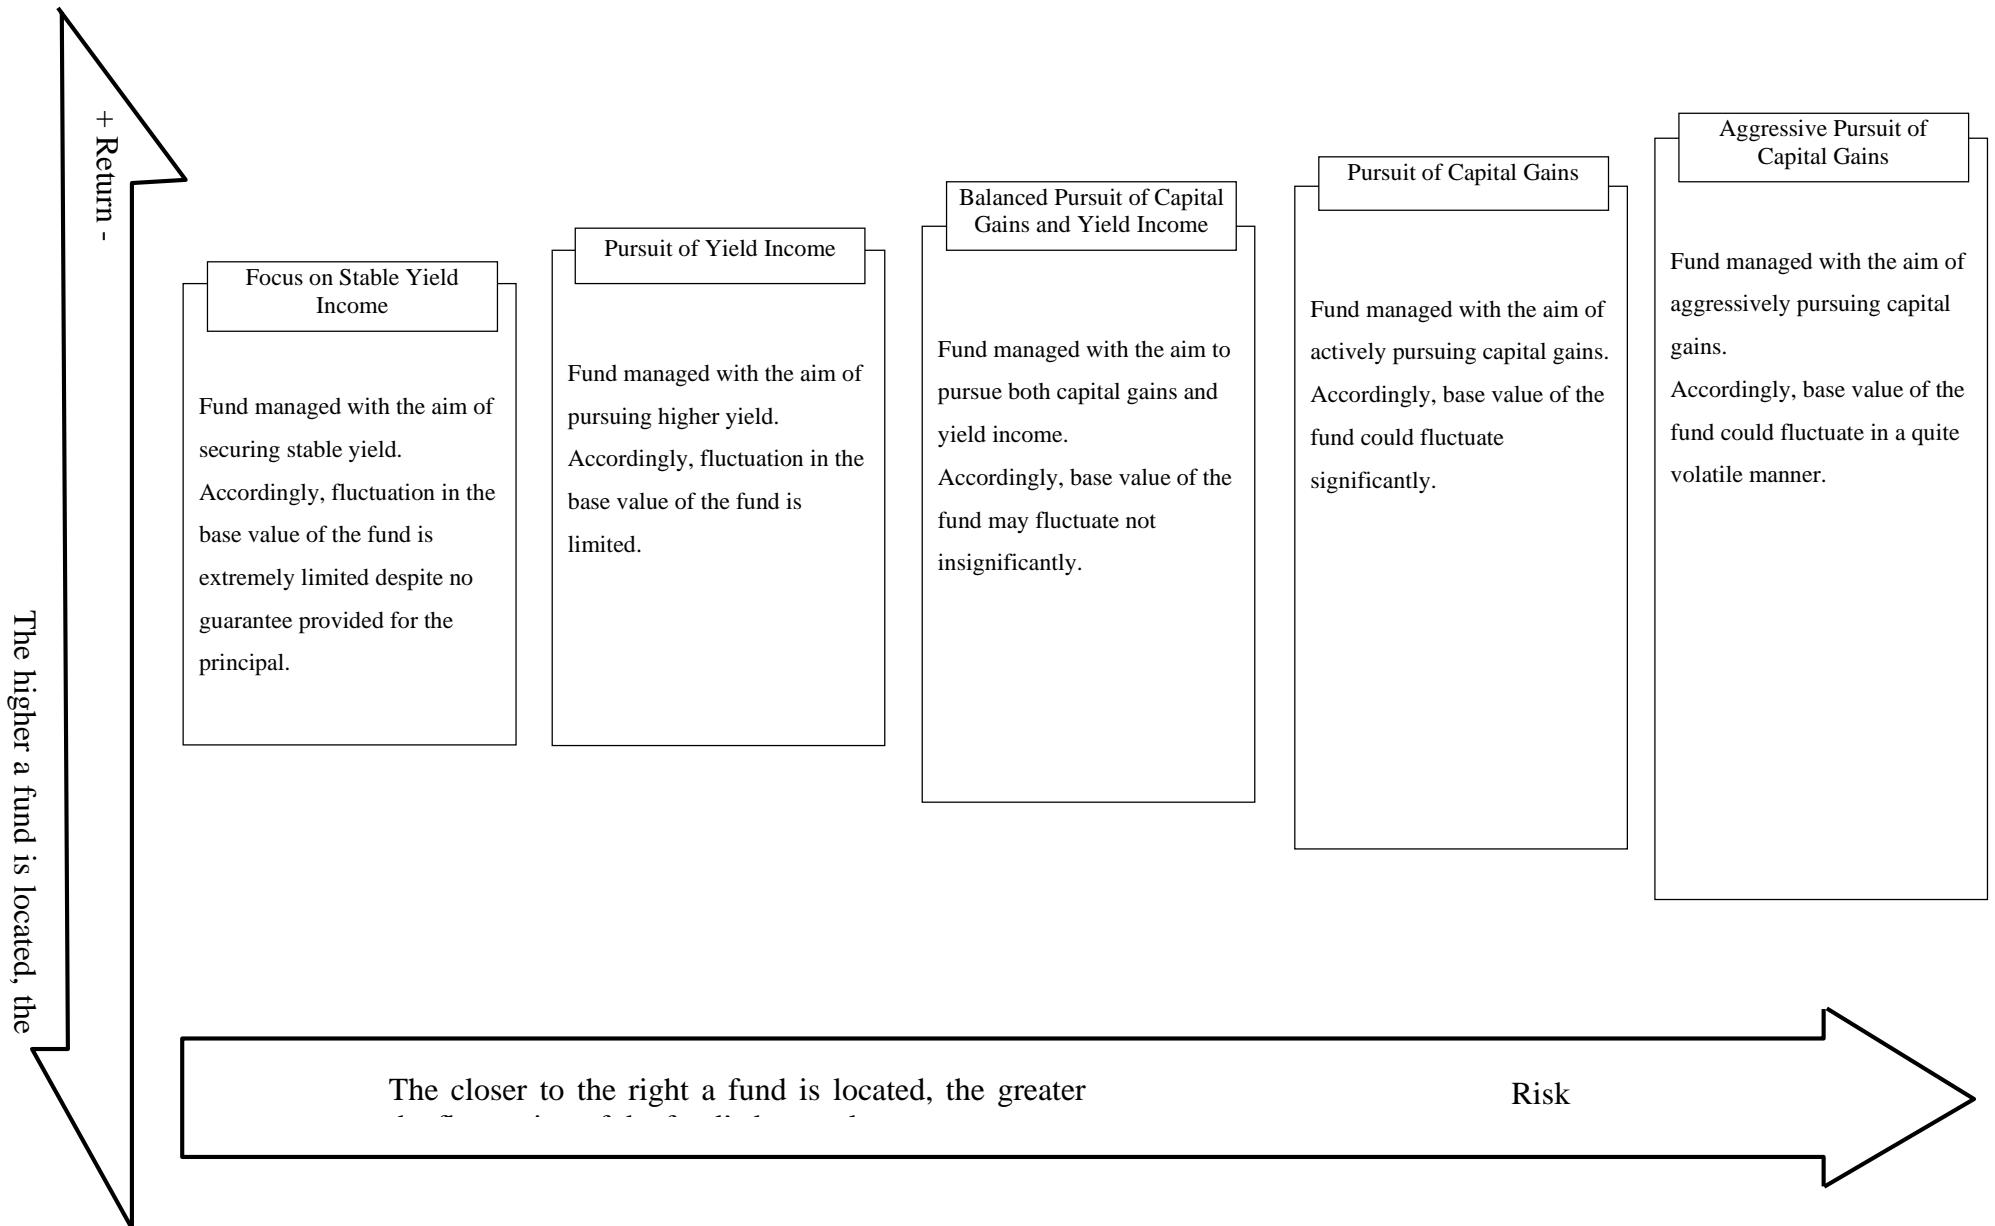 + Return -
The higher a fund is located, the
Focus on Stable Yield
Income
Fund managed with the aim of
securing stable yield.
Accordingly, fluctuation in the
base value of the fund is
extremely limited despite no
guarantee provided for the
principal.
Pursuit of Yield Income
Fund managed with the aim of
pursuing higher yield.
Accordingly, fluctuation in the
base value of the fund is
limited.
Balanced Pursuit of Capital
Gains and Yield Income
Fund managed with the aim to
pursue both capital gains and
yield income.
Accordingly, base value of the
fund may fluctuate not
insignificantly.
Pursuit of Capital Gains
Fund managed with the aim of
actively pursuing capital gains.
Accordingly, base value of the
fund could fluctuate
significantly.
Aggressive Pursuit of
Capital Gains
Fund managed with the aim of
aggressively pursuing capital
gains.
Accordingly, base value of the
fund could fluctuate in a quite
volatile manner.
The closer to the right a fund is located, the greater
Risk